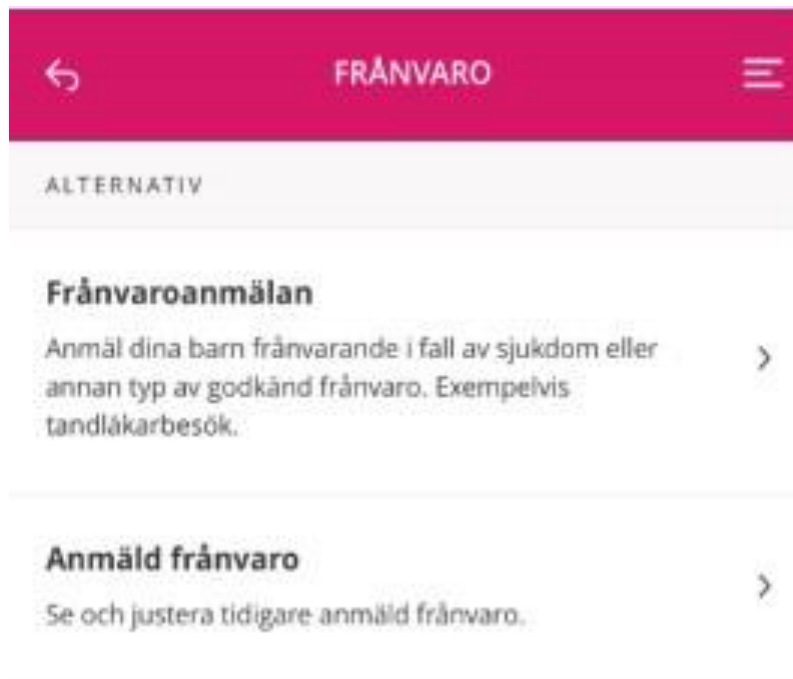 FRÅNVARO
ALTERNATIV
Frånvaroanmälan
Anmäl dina barn frånvarande i fall av sjukdom eller
annan typ av godkänd frånvaro. Exempelvis
tandläkarbesök.
Anmäld frånvaro
Se och justera tidigare anmäld frånvaro.